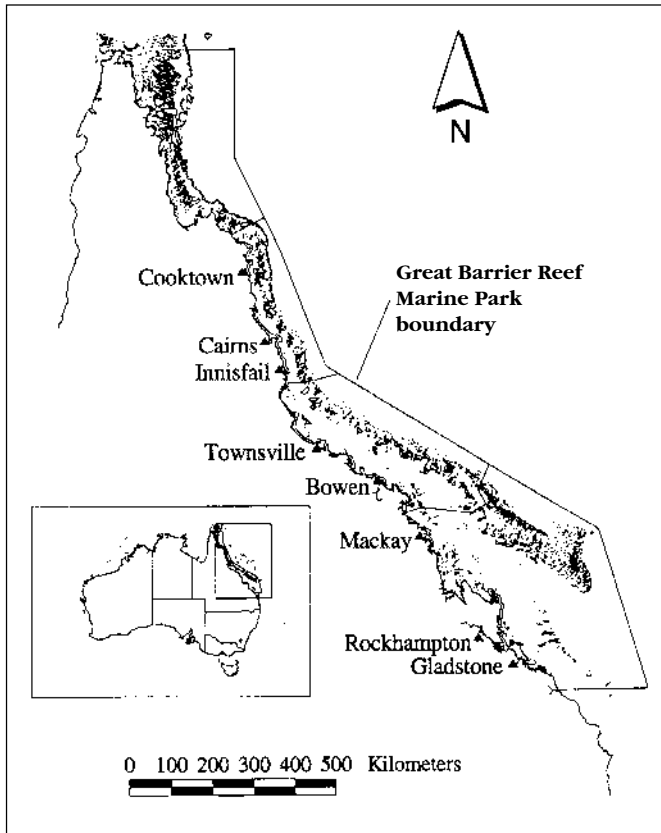 N
Great Barrier Reef
Marine Park
boundary
Cooktown
Cairns
Innisfail
Townsville
Bowen
Mackay
Rockhampton
Gladstone
0 100 200 300 400 500 Kilometers